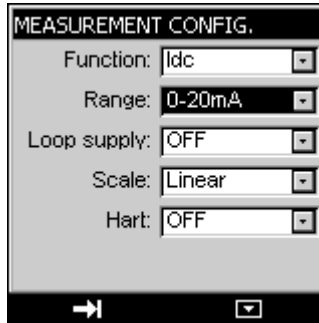 MEASUREMENT CONFIG.
Function: Idc
Range: 0-20mA
Loop supply: OFF
Scale: Linear
Hart: OFF